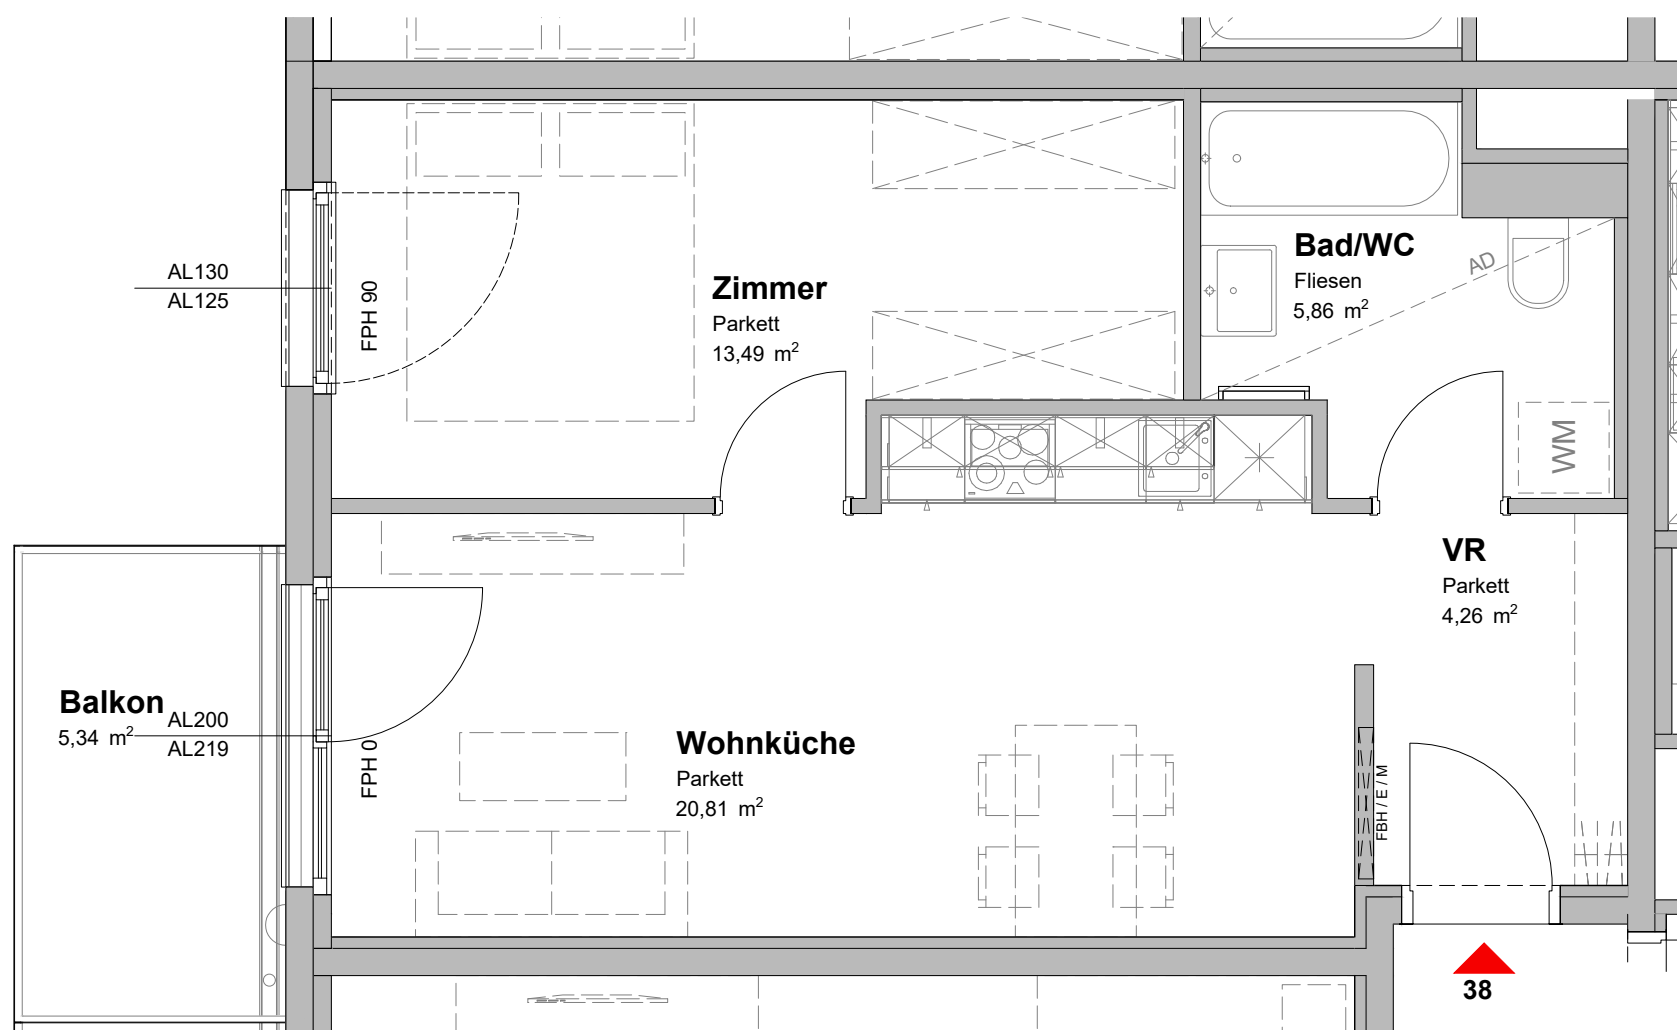 AL130
AL125
FPH 90
Zimmer
Parkett
13,49 m²
Bad/WC
Fliesen
5,86 m²
AD
WM
VR
Parkett
4,26 m²
Balkon
5,34 m²
AL200
AL219
FPH 0
Wohnküche
Parkett
20,81 m²
FBH / E / M
38